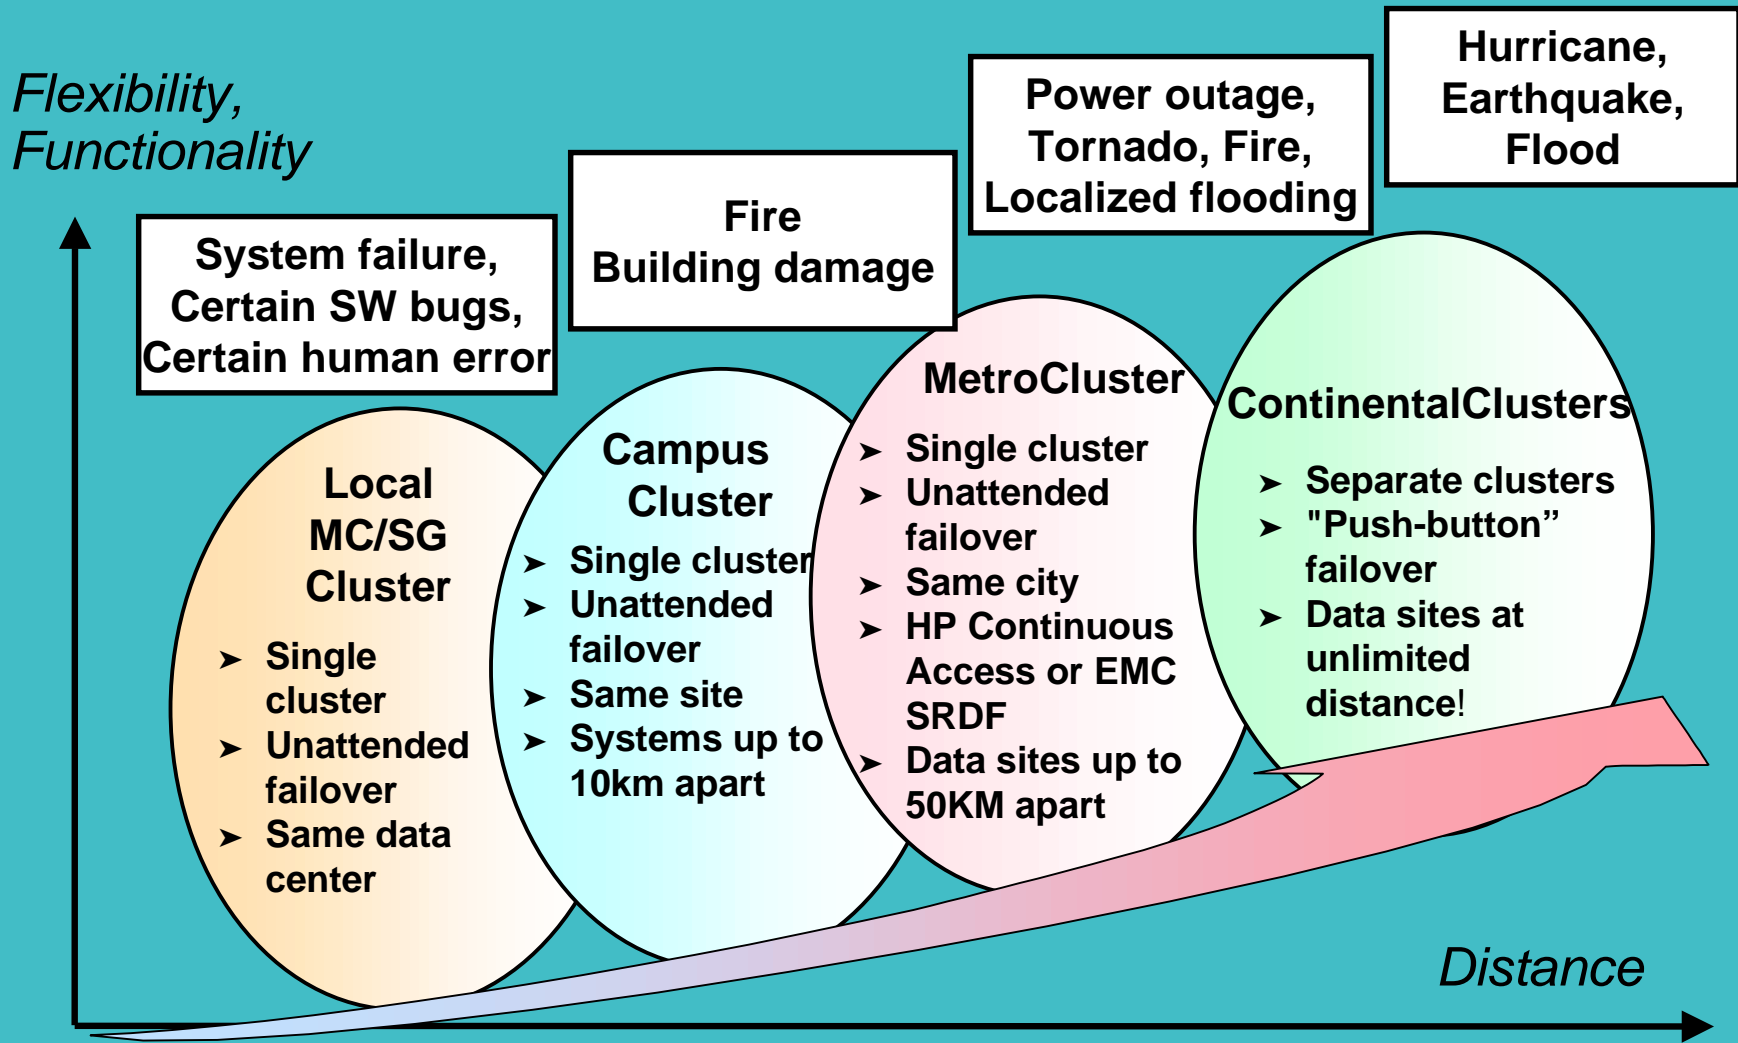 Flexibility,
Functionality
System failure,
Certain SW bugs,
Certain human error
Fire
Building damage
Power outage,
Tornado, Fire,
Localized flooding
Hurricane,
Earthquake,
Flood
Local
MC/SG
Cluster
➤ Single
cluster
➤ Unattended
failover
➤ Same data
center
Campus
Cluster
➤ Single cluster
➤ Unattended
failover
➤ Same site
➤ Systems up to
10km apart
MetroCluster
➤ Single cluster
➤ Unattended
failover
➤ Same city
➤ HP Continuous
Access or EMC
SRDF
➤ Data sites up to
50KM apart
ContinentalClusters
➤ Separate clusters
➤ "Push-button”
failover
➤ Data sites at
unlimited
distance!
Distance